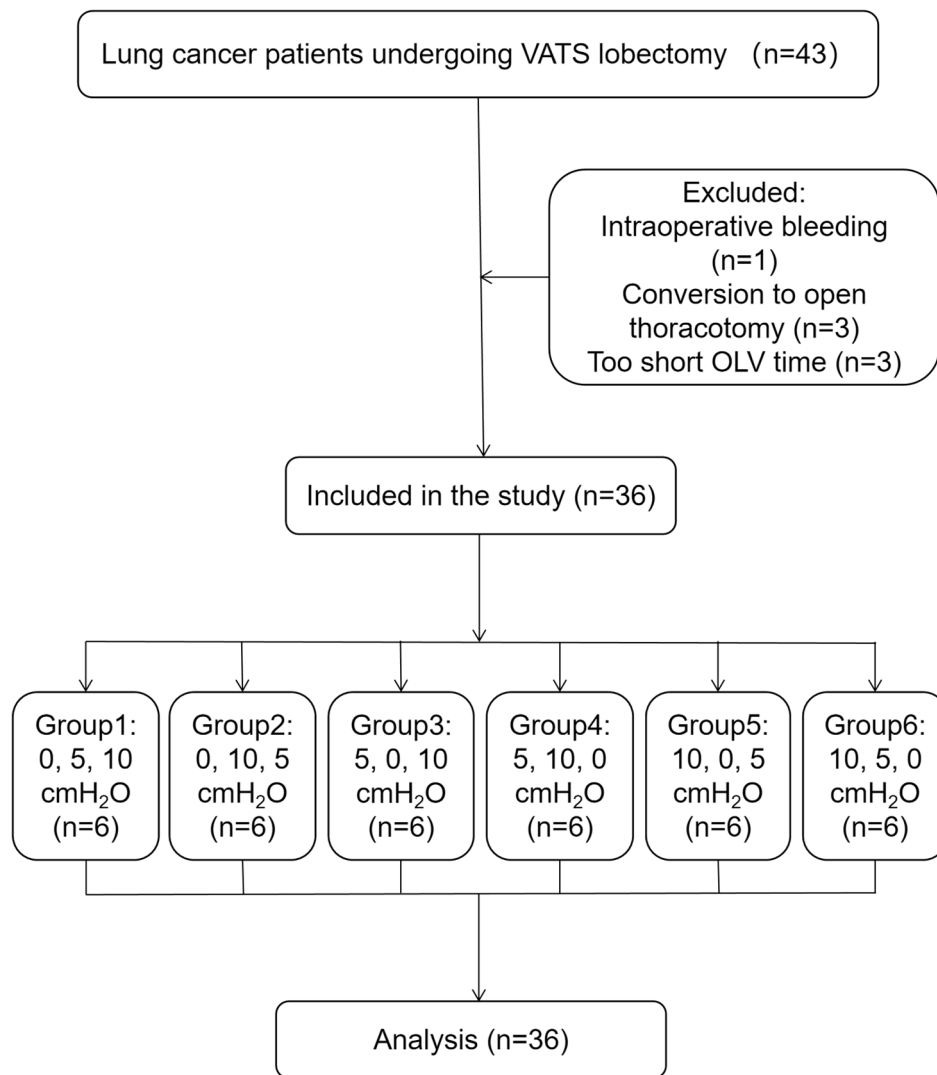 Lung cancer patients undergoing VATS lobectomy （n=43)
Excluded:
Intraoperative bleeding
(n=1)
Conversion to open
thoracotomy (n=3)
Too short OLV time (n=3)
Included in the study (n=36)
Group1:
0, 5, 10
cmH₂O
(n=6)
Group2:
0, 10, 5
cmH₂O
(n=6)
Group3:
5, 0, 10
cmH₂O
(n=6)
Group4:
5, 10, 0
cmH₂O
(n=6)
Group5:
10, 0, 5
cmH₂O
(n=6)
Group6:
10, 5, 0
cmH₂O
(n=6)
Analysis (n=36)